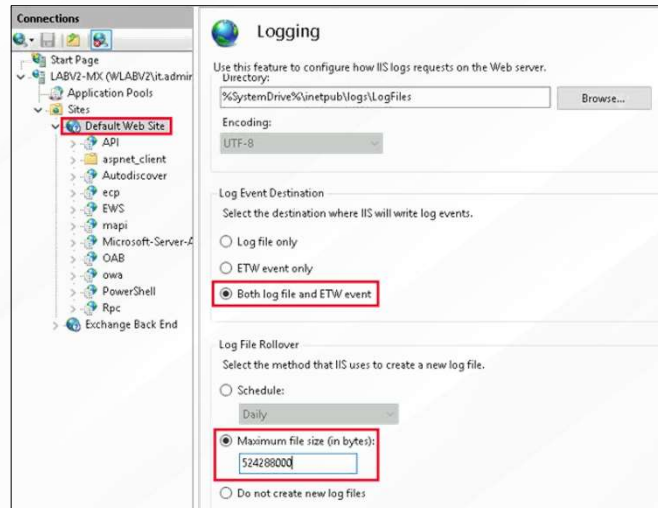 Connections
Start Page
LABV2-MX (WLABV2\it.admir
Application Pools
Sites
Default Web Site
API
aspnet_client
Autodiscover
ecp
EWS
mapi
Microsoft-Server-A
OAB
owa
PowerShell
Rpc
Exchange Back End
Logging
Use this feature to configure how IIS logs requests on the Web server.
Directory:
%SystemDrive%\inetpub\logs\LogFiles
Browse...
Encoding:
UTF-8
Log Event Destination
Select the destination where IIS will write log events.
Log file only
ETW event only
Both log file and ETW event
Log File Rollover
Select the method that IIS uses to create a new log file.
Schedule:
Daily
Maximum file size (in bytes):
524288000
Do not create new log files